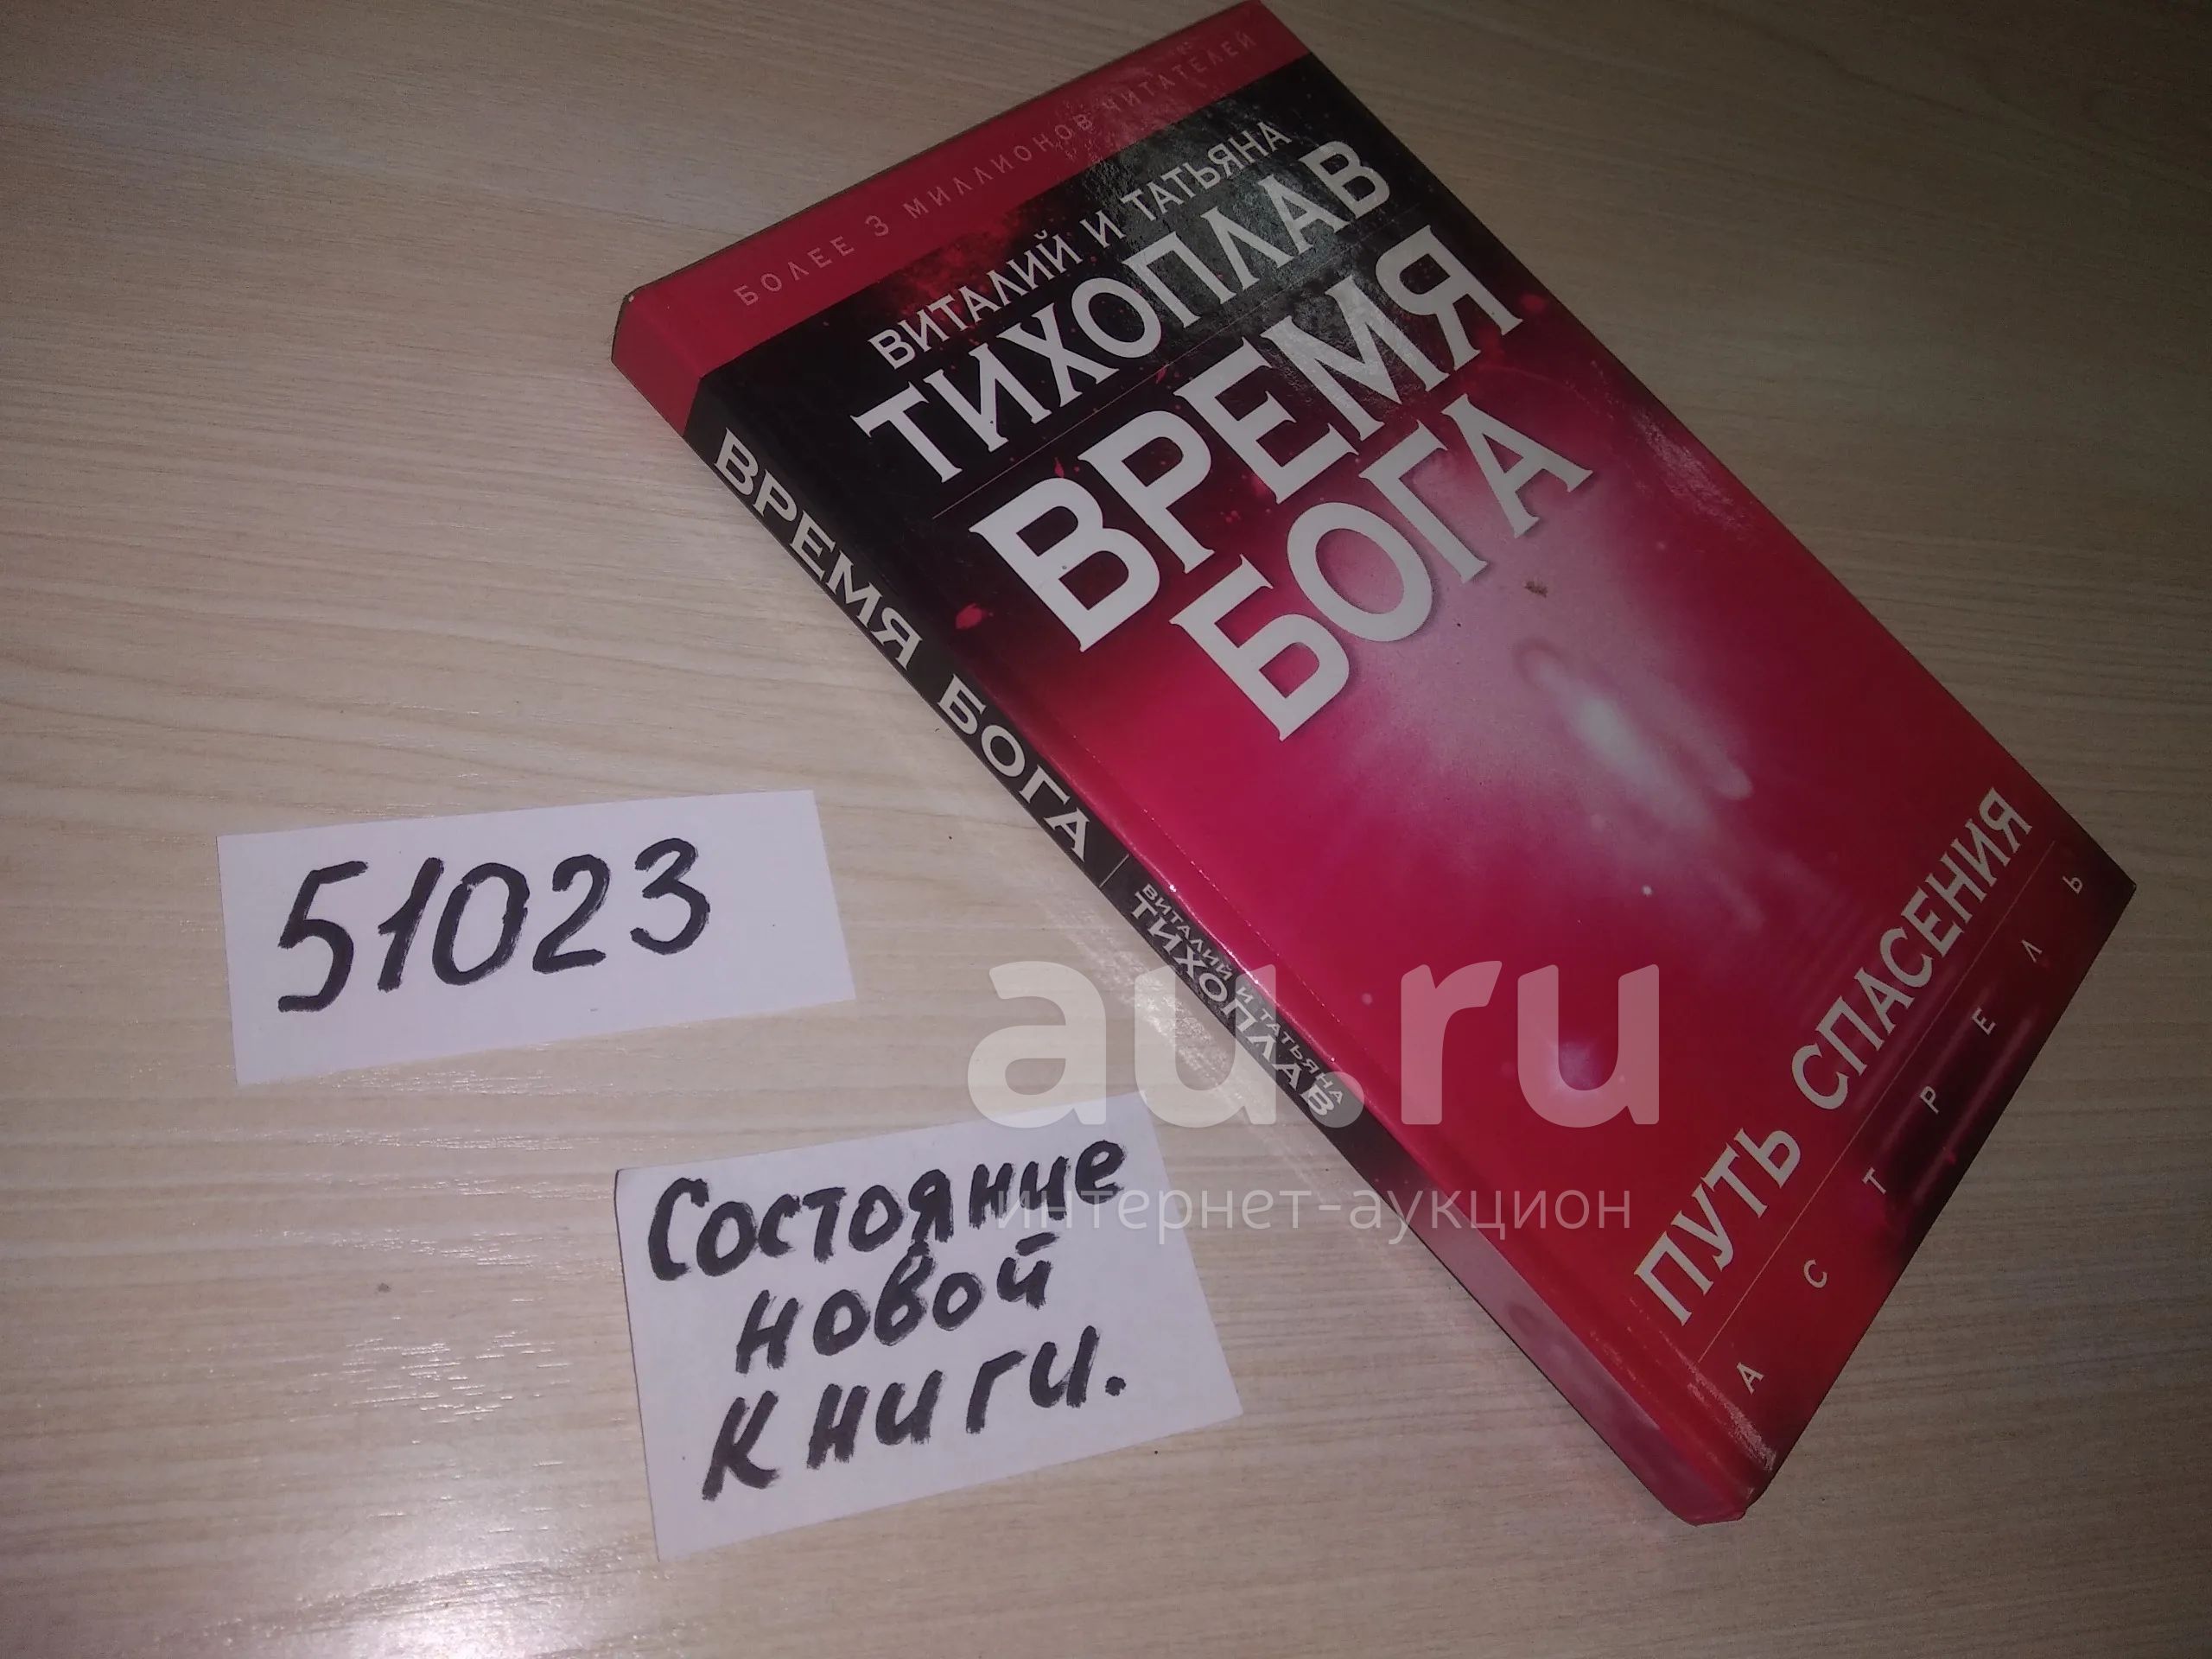 БОЛЕЕ 3 МИЛЛИОНОВ ЧИТАТЕЛЕЙ
ВИТАЛИЙ И ТАТЬЯНА
ТИХОПЛАВ
ВРЕМЯ
БОГА
ПУТЬ СПАСЕНИЯ
АСТРЕЛЬ
ВРЕМЯ БОГА
ВИТАЛИЙ И ТАТЬЯНА
ТИХОПЛАВ
51023
Состояние
новой
книги.
au.ru
интернет-аукцион